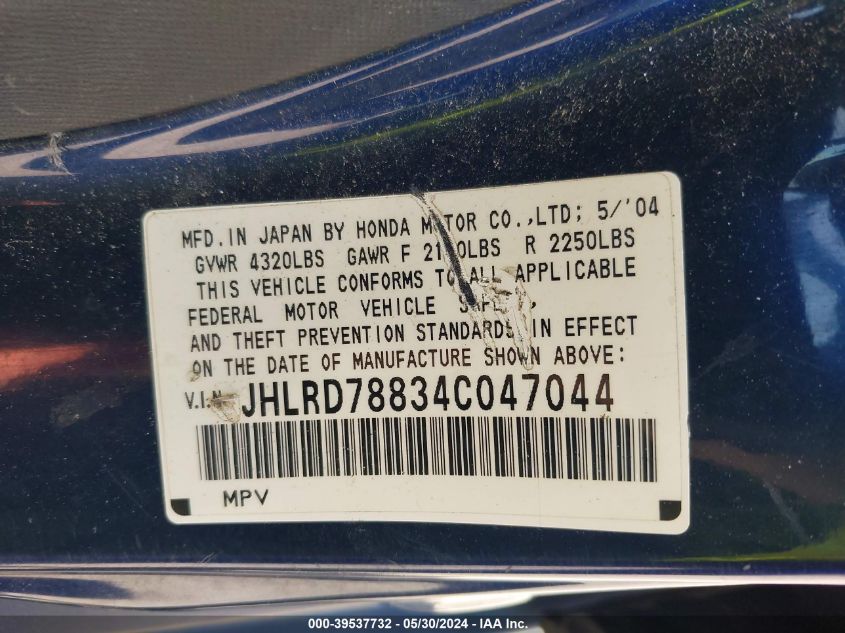 MFD.IN JAPAN BY HONDA MOTOR CO.,LTD; 5/'04
GVWR 4320LBS GAWR F LBS R 2250LBS
THIS VEHICLE CONFORMS TO ALL APPLICABLE
FEDERAL MOTOR VEHICLE
AND THEFT PREVENTION STANDARDS IN EFFECT
ON THE DATE OF MANUFACTURE SHOWN ABOVE:
V.I.N. JHLRD78834C047044
MPV
000-39537732 - 05/30/2024 - IAA Inc.